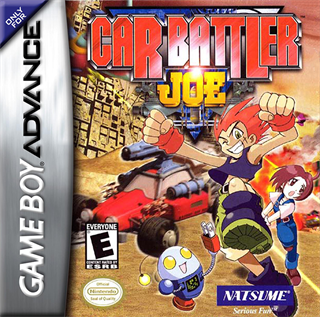 ONLY FOR
GAME BOY ADVANCE
CAR BATTLER
JOE
EVERYONE
E
CONTENT RATED BY
ESRB
Official
Nintendo
Seal of Quality
NATSUME
Serious Fun